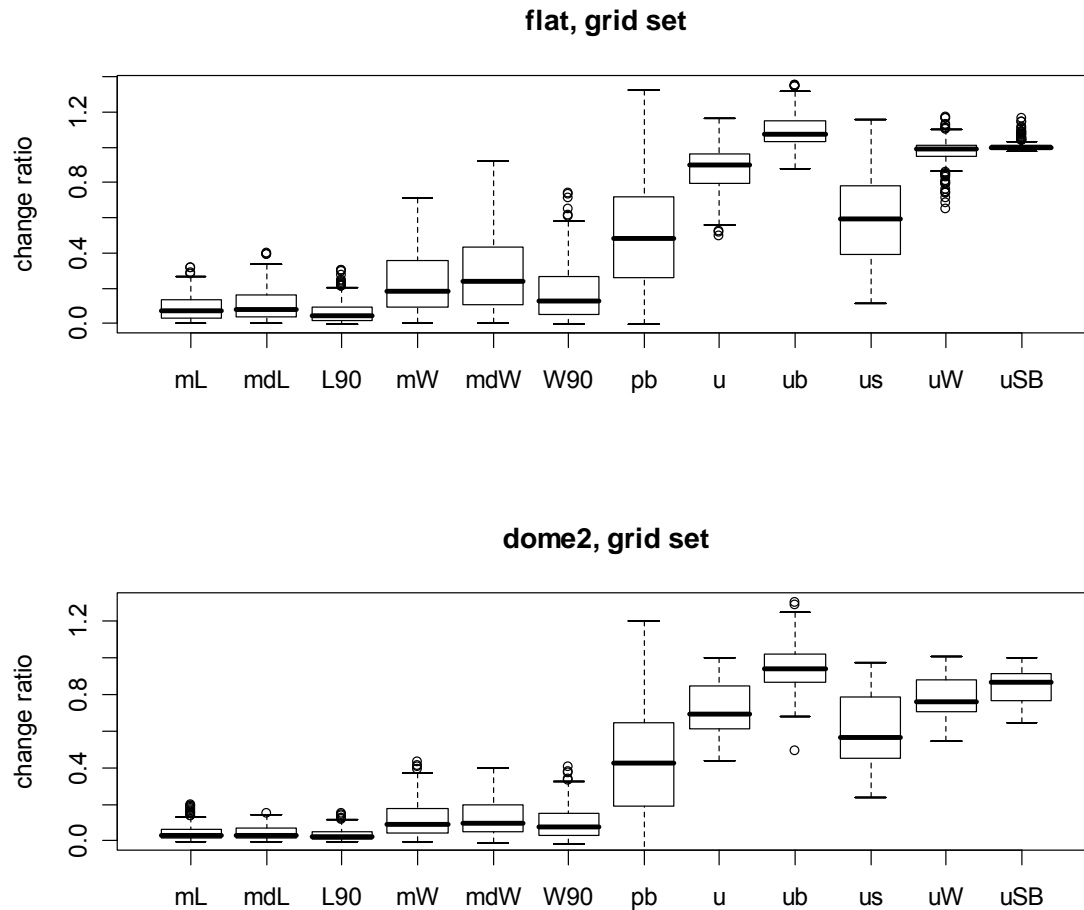 flat, grid set
change ratio
0.0 0.4 0.8 1.2
mL mdL L90 mW mdW W90 pb u ub us uW uSB
dome2, grid set
change ratio
0.0 0.4 0.8 1.2
mL mdL L90 mW mdW W90 pb u ub us uW uSB